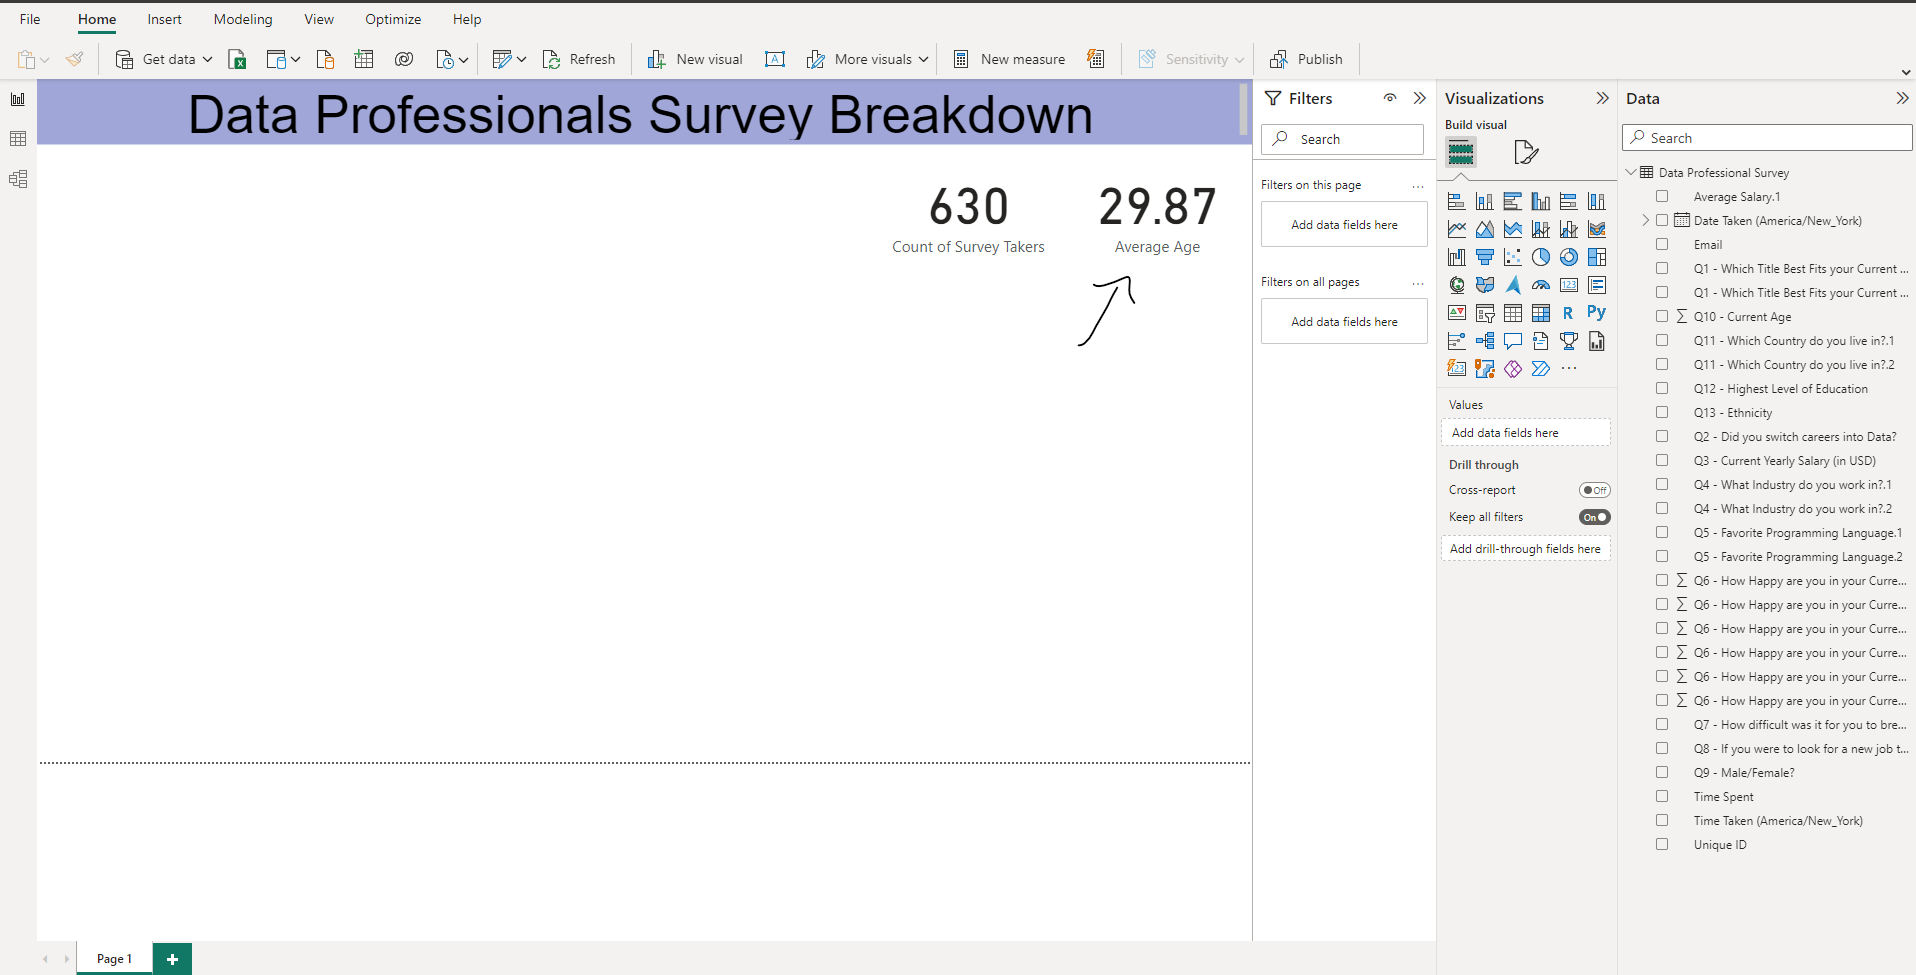 File Home Insert Modeling View Optimize Help
Get data Refresh New visual A More visuals New measure Sensitivity Publish
Data Professionals Survey Breakdown
630
Count of Survey Takers
29.87
Average Age
Filters
Search
Filters on this page ...
Add data fields here
Filters on all pages ...
Add data fields here
Visualizations
Build visual
123
R Py
123 ...
Values
Add data fields here
Drill through
Cross-report Off
Keep all filters On
Add drill-through fields here
Data
Search
Data Professional Survey
Average Salary.1
Date Taken (America/New_York)
Email
Q1 - Which Title Best Fits your Current ...
Q1 - Which Title Best Fits your Current ...
∑ Q10 - Current Age
Q11 - Which Country do you live in?.1
Q11 - Which Country do you live in?.2
Q12 - Highest Level of Education
Q13 - Ethnicity
Q2 - Did you switch careers into Data?
Q3 - Current Yearly Salary (in USD)
Q4 - What Industry do you work in?.1
Q4 - What Industry do you work in?.2
Q5 - Favorite Programming Language.1
Q5 - Favorite Programming Language.2
∑ Q6 - How Happy are you in your Curre...
∑ Q6 - How Happy are you in your Curre...
∑ Q6 - How Happy are you in your Curre...
∑ Q6 - How Happy are you in your Curre...
∑ Q6 - How Happy are you in your Curre...
∑ Q6 - How Happy are you in your Curre...
Q7 - How difficult was it for you to bre...
Q8 - If you were to look for a new job t...
Q9 - Male/Female?
Time Spent
Time Taken (America/New_York)
Unique ID
Page 1 +